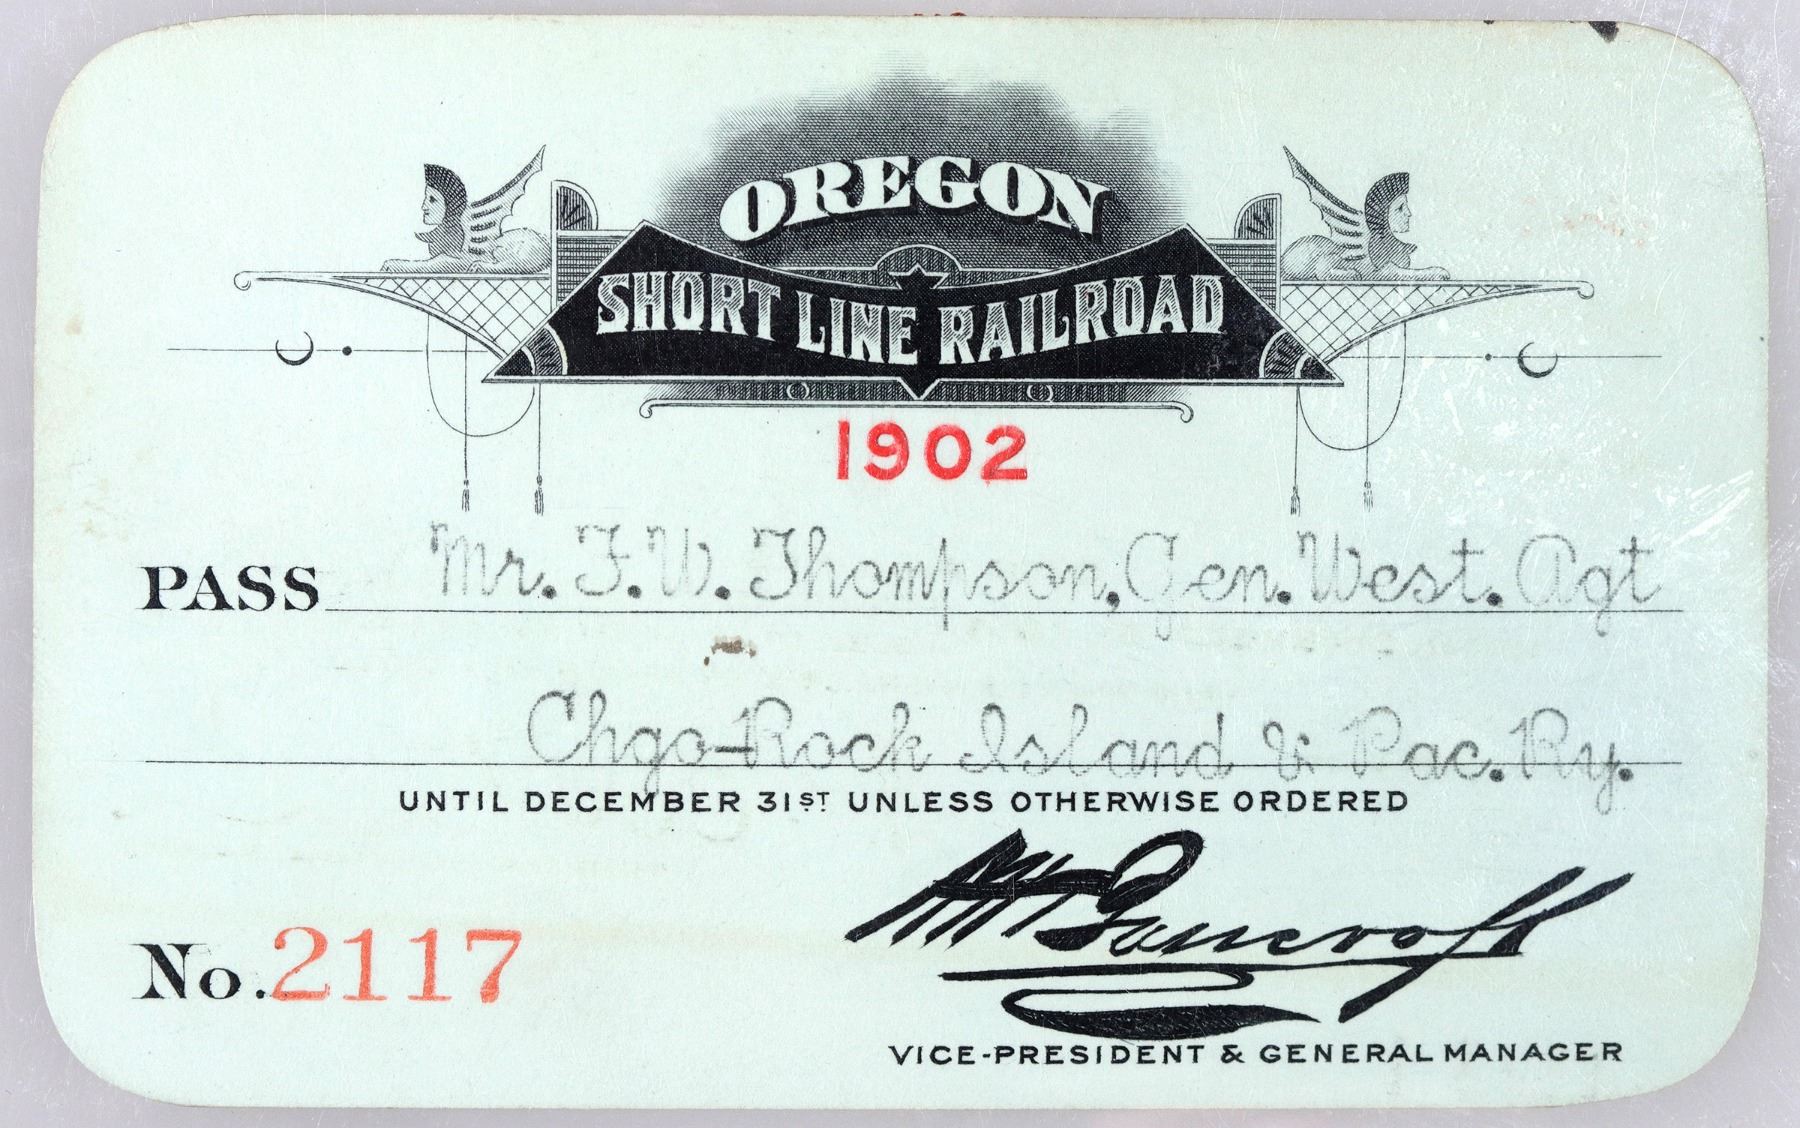 OREGON
SHORT LINE RAILROAD
1902
PASS Mr. F. W. Thompson, Gen. West. Agt
Chgo-Rock Island & Pac. Ry.
UNTIL DECEMBER 31ST UNLESS OTHERWISE ORDERED
W H Bancroft
No. 2117
VICE-PRESIDENT & GENERAL MANAGER